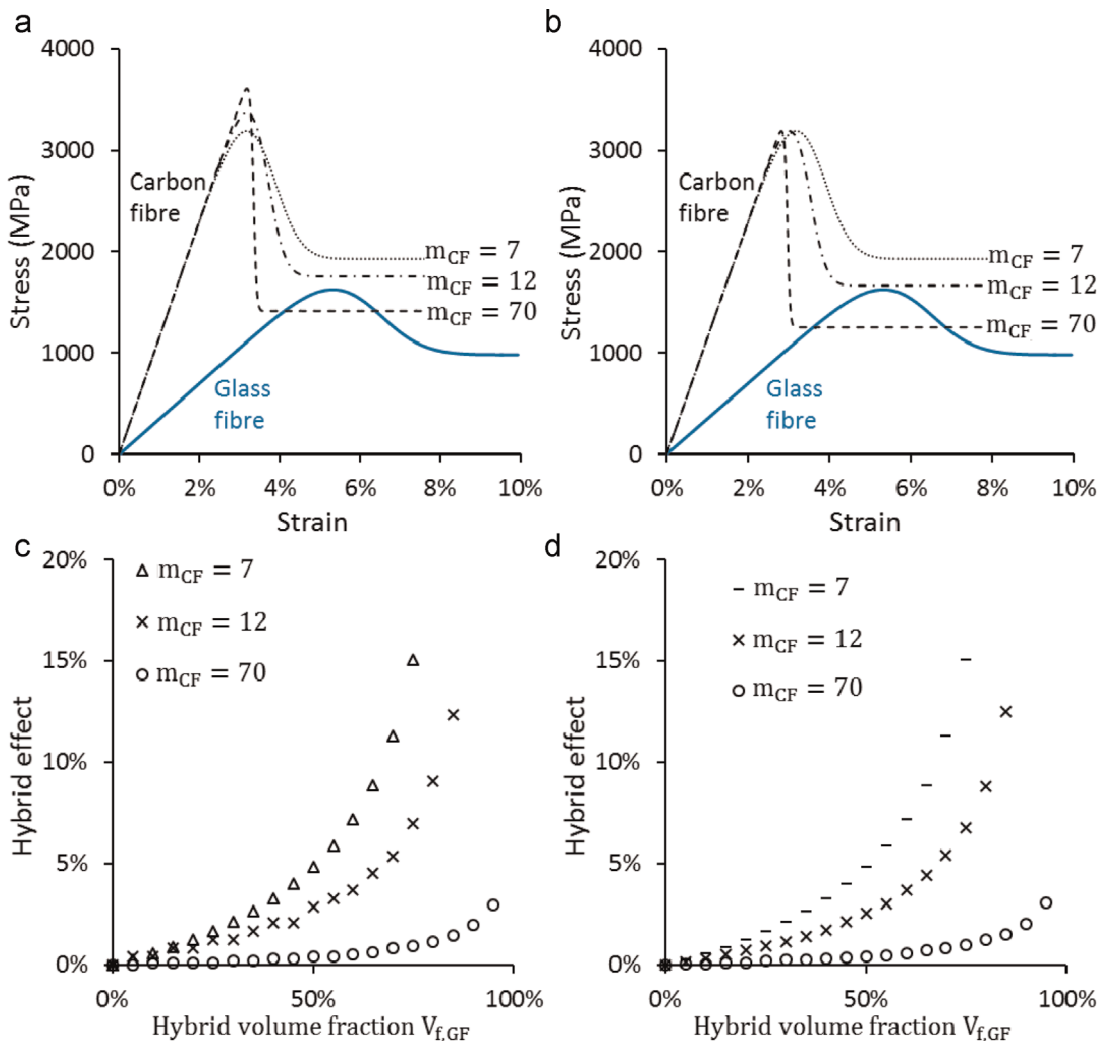 a
Stress (MPa)
4000
3000
2000
1000
0
Carbon
fibre
m_CF = 7
m_CF = 12
m_CF = 70
Glass
fibre
0% 2% 4% 6% 8% 10%
Strain
b
Stress (MPa)
4000
3000
2000
1000
0
Carbon
fibre
m_CF = 7
m_CF = 12
m_CF = 70
Glass
fibre
0% 2% 4% 6% 8% 10%
Strain
c
Hybrid effect
20%
15%
10%
5%
0%
m_CF = 7
m_CF = 12
m_CF = 70
0% 50% 100%
Hybrid volume fraction V_f,GF
d
Hybrid effect
20%
15%
10%
5%
0%
m_CF = 7
m_CF = 12
m_CF = 70
0% 50% 100%
Hybrid volume fraction V_f,GF